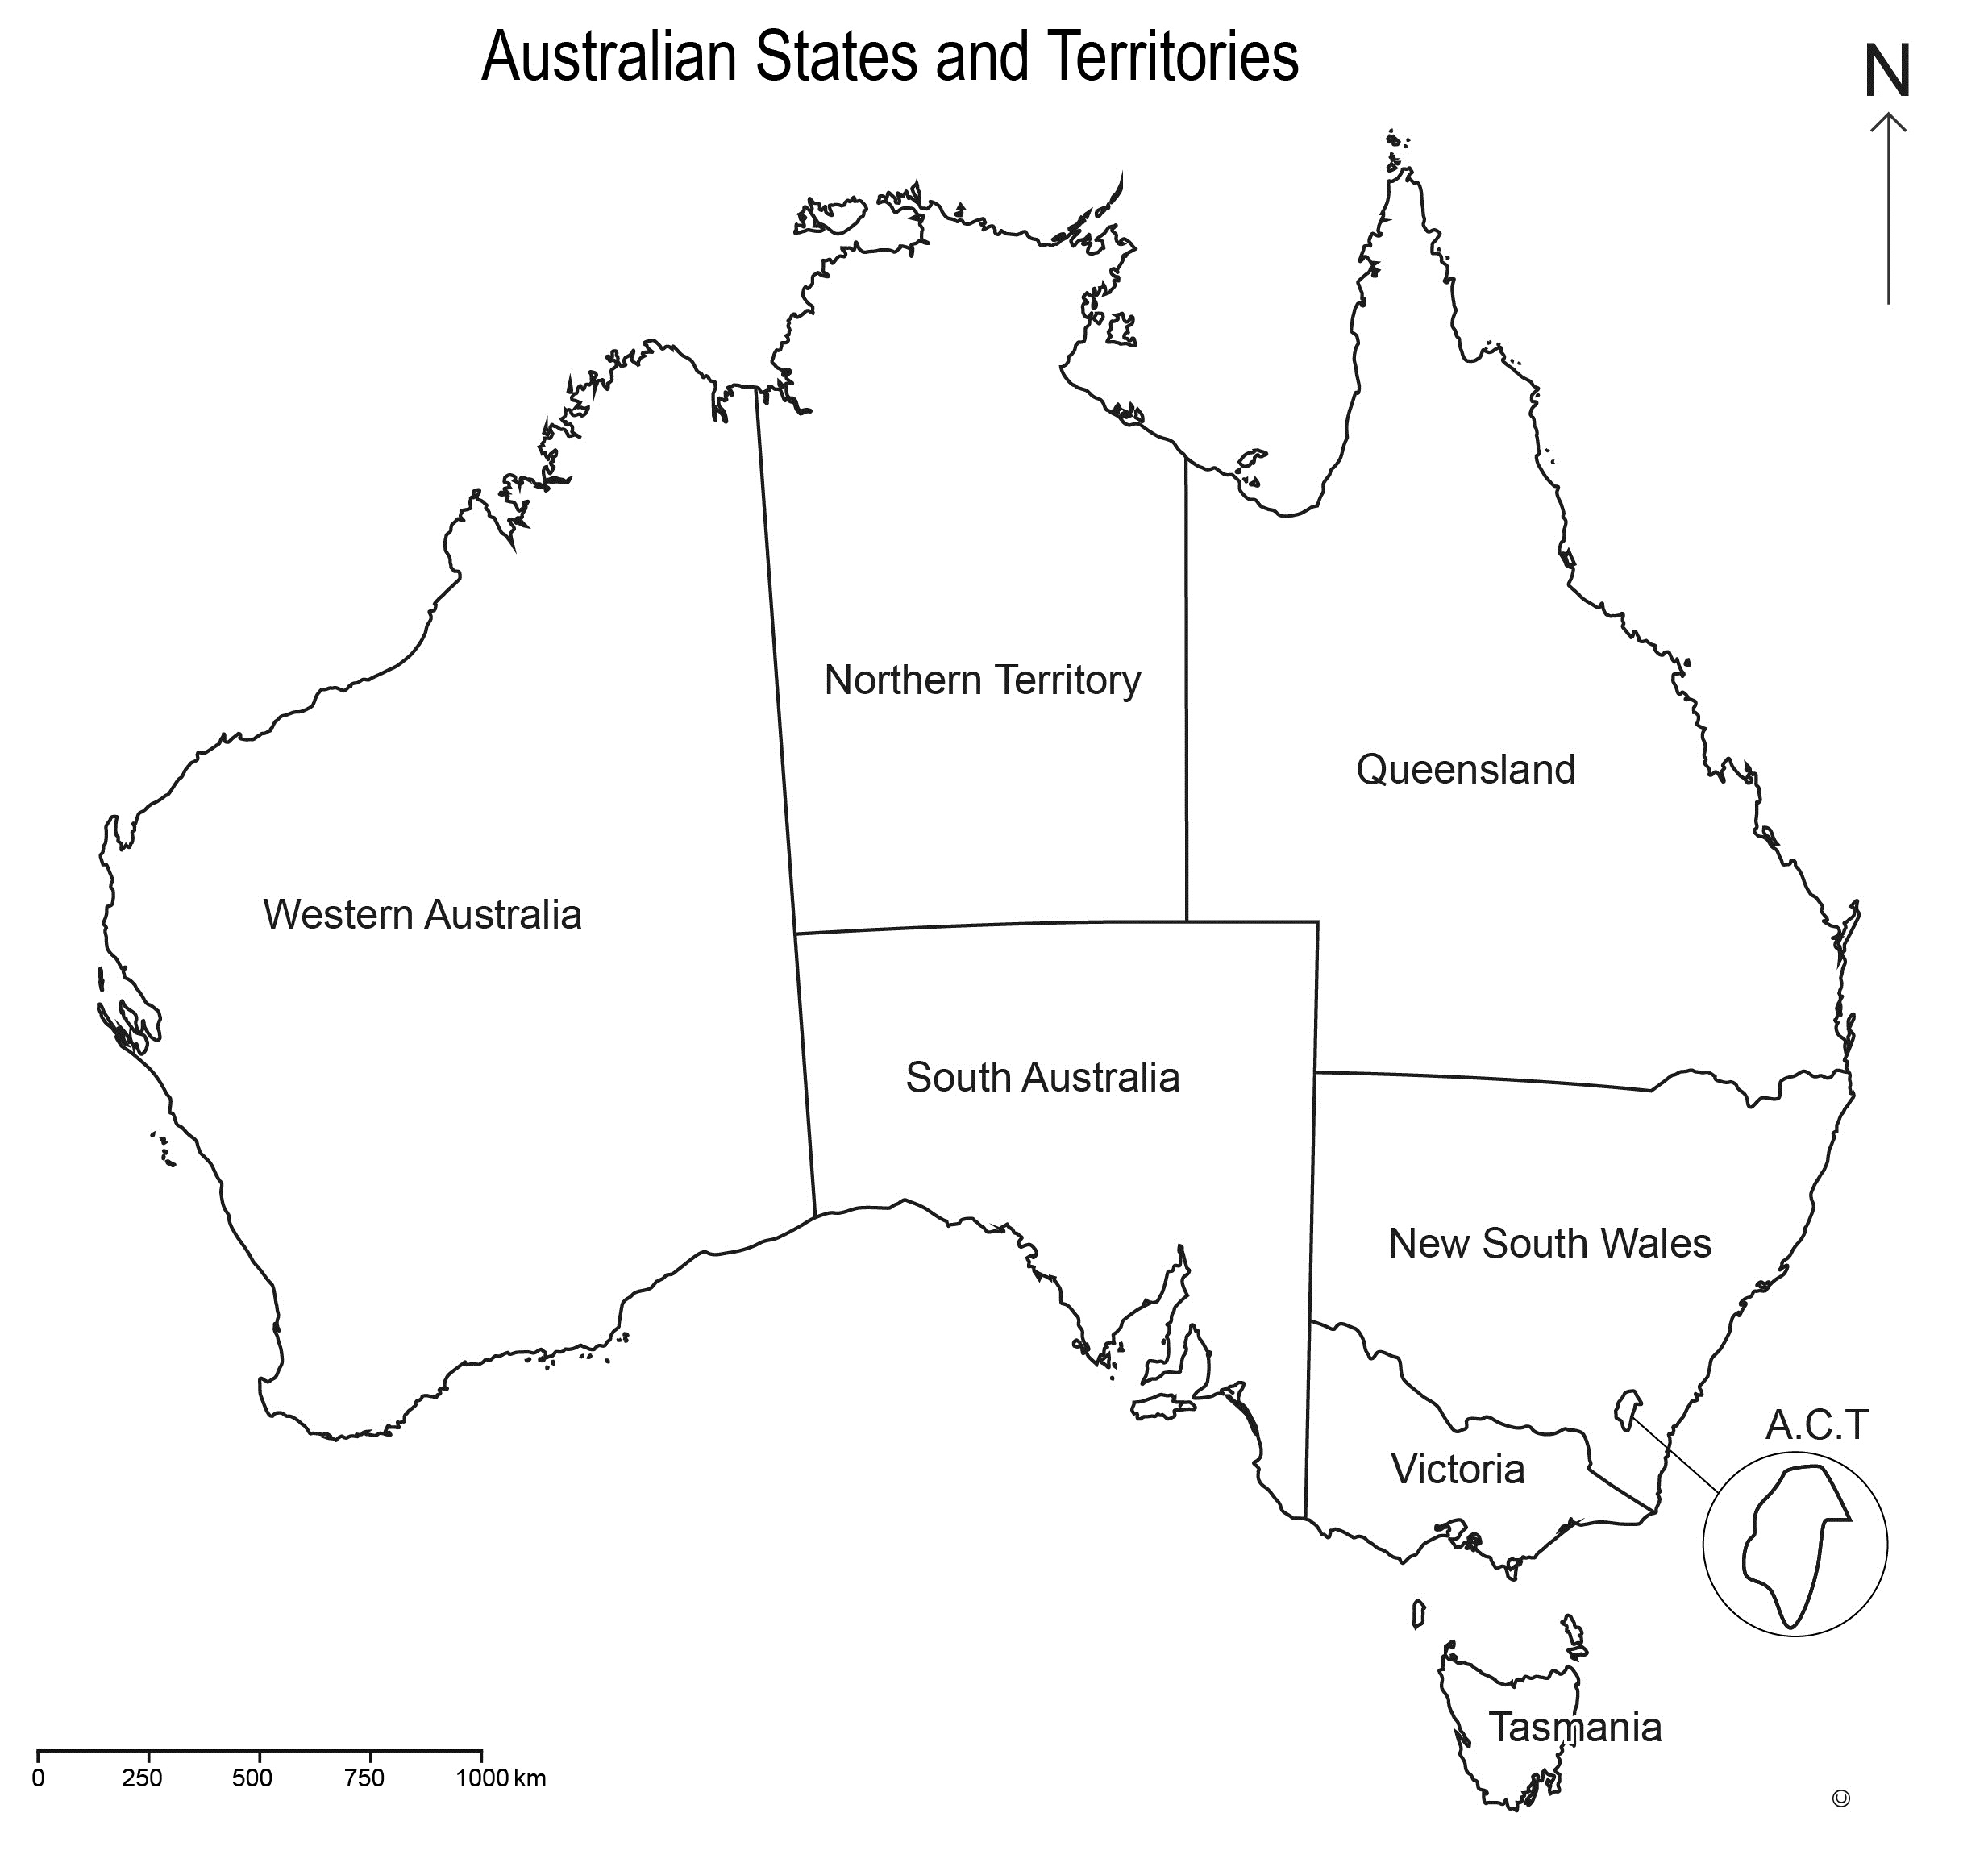 Australian States and Territories
N
Northern Territory
Queensland
Western Australia
South Australia
New South Wales
A.C.T
Victoria
Tasmania
0 250 500 750 1000 km
©